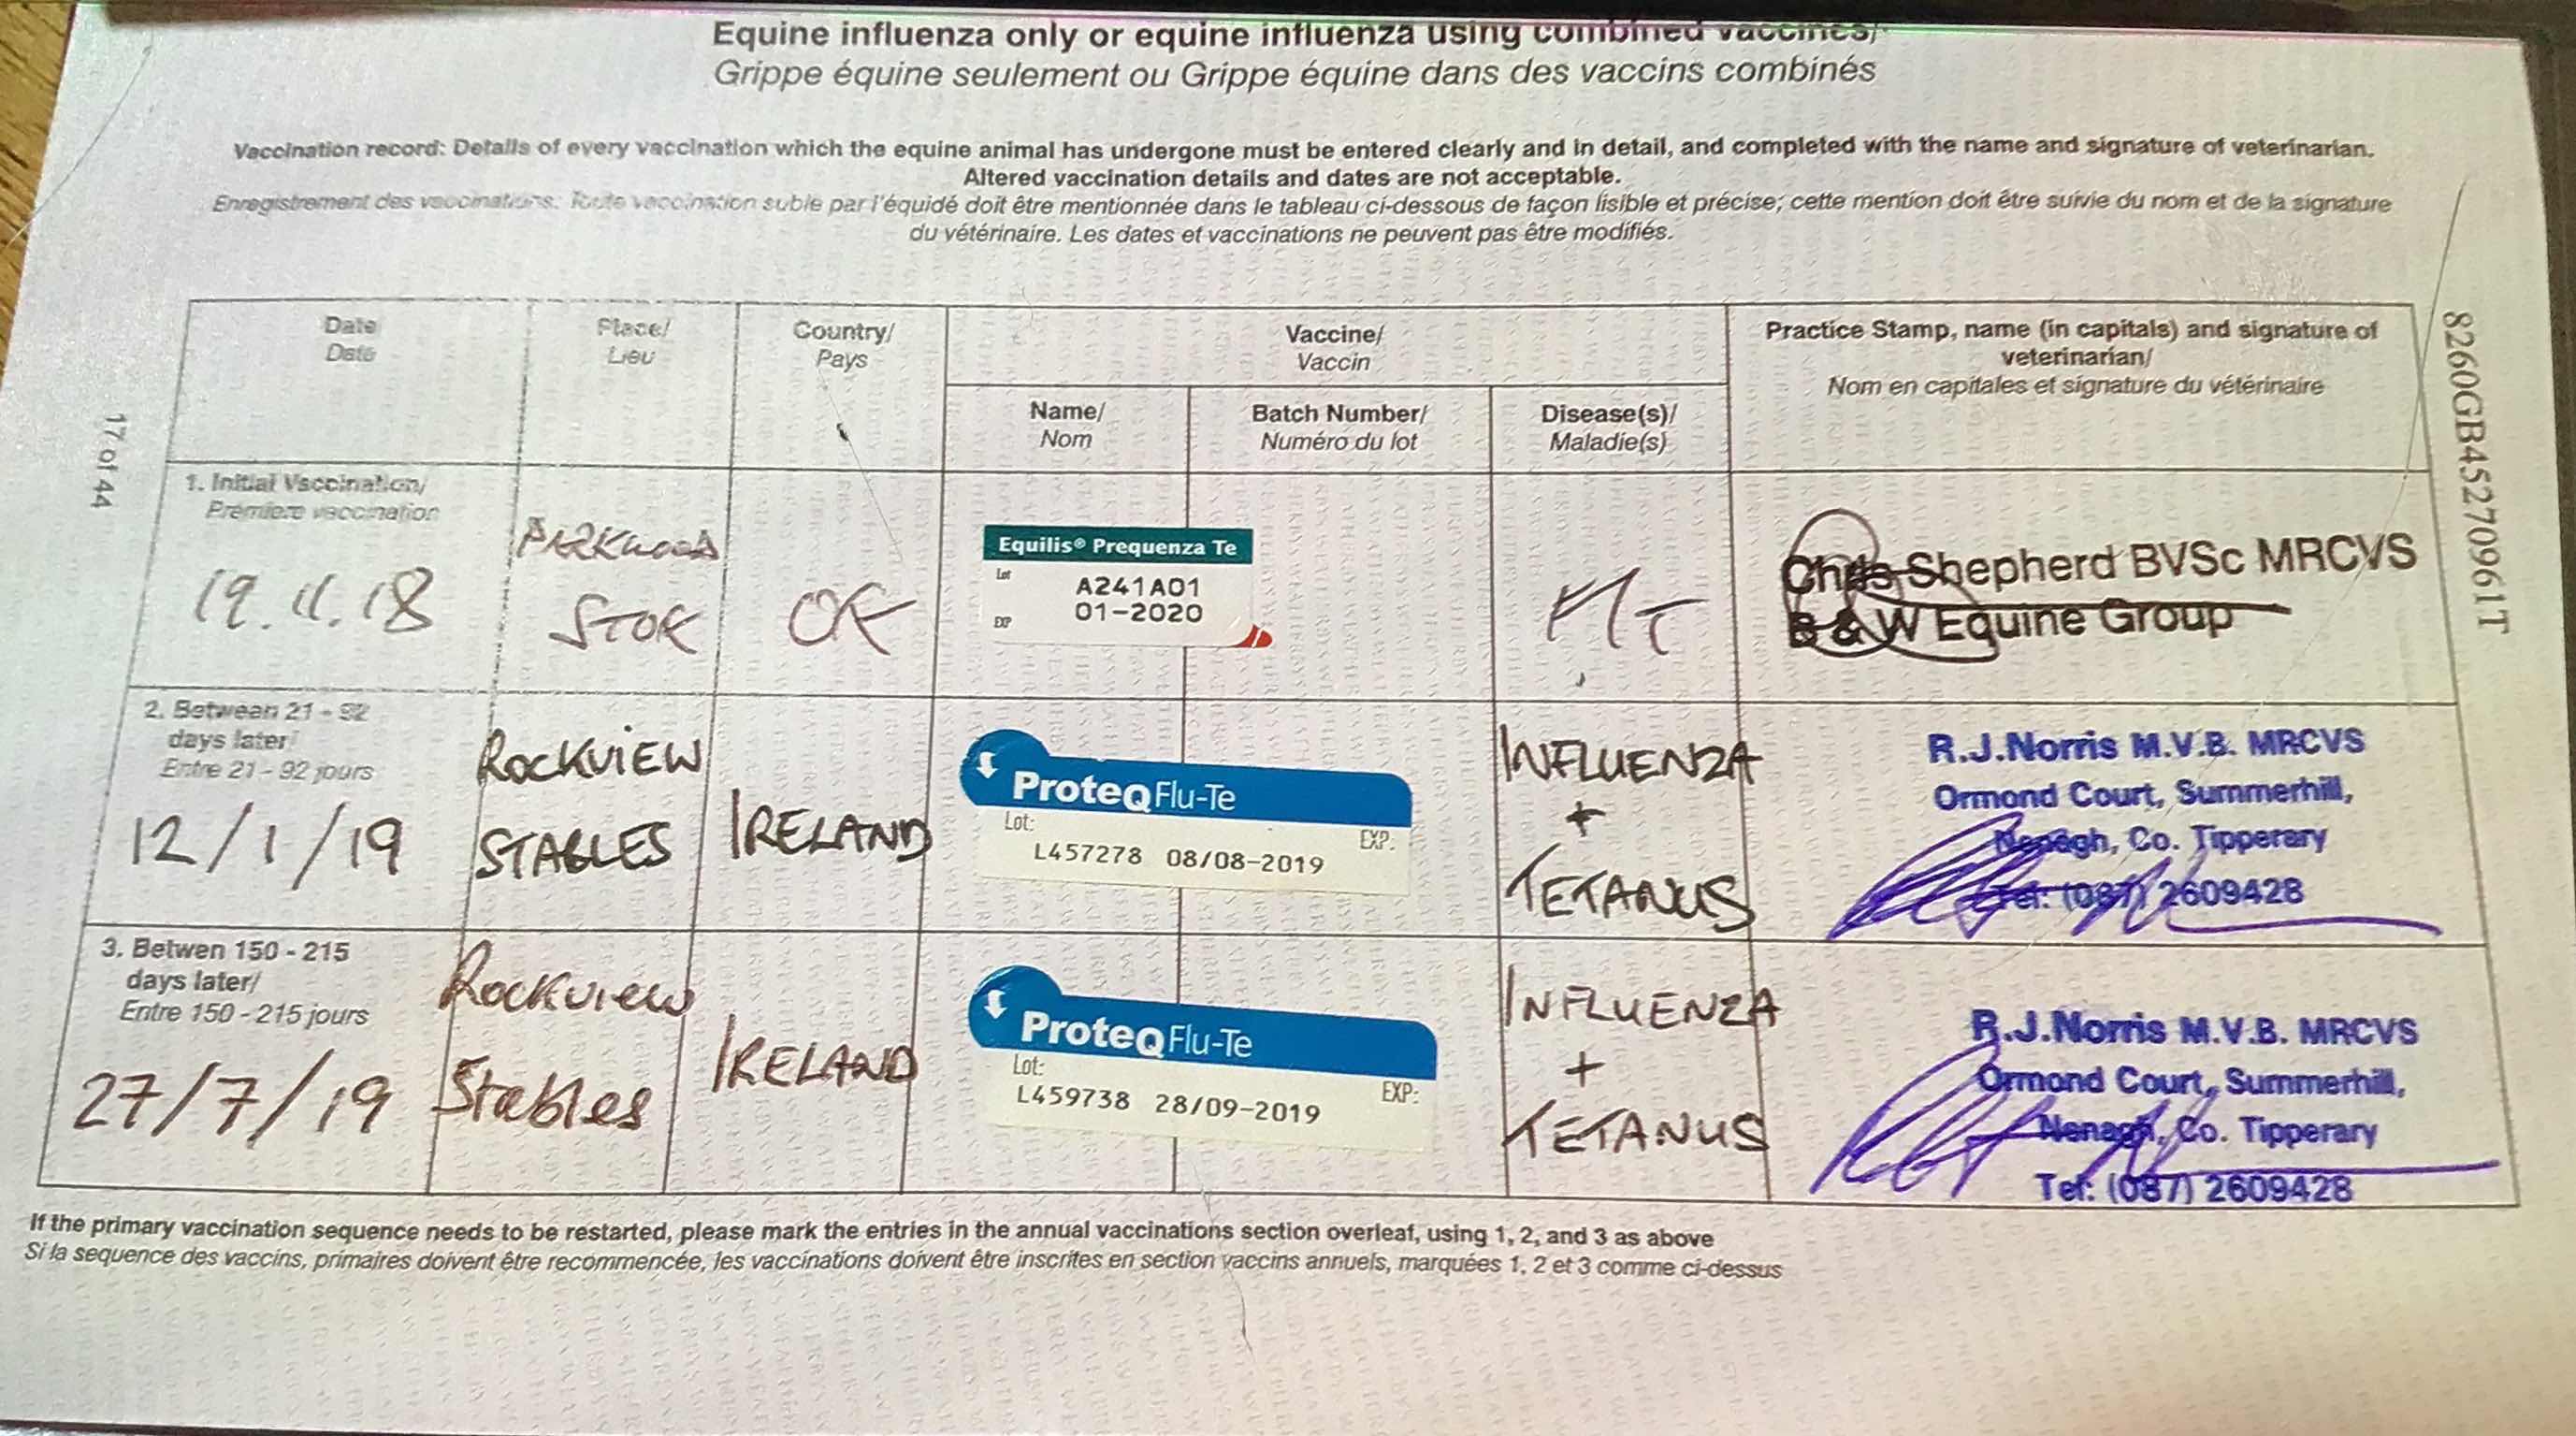 Equine influenza only or equine influenza using combined vaccines/
Grippe équine seulement ou Grippe équine dans des vaccins combinés
Vaccination record: Details of every vaccination which the equine animal has undergone must be entered clearly and in detail, and completed with the name and signature of veterinarian.
Altered vaccination details and dates are not acceptable.
Enregistrement des vaccinations: Toute vaccination subie par l'équidé doit être mentionnée dans le tableau ci-dessous de façon lisible et précise; cette mention doit être suivie du nom et de la signature
du vétérinaire. Les dates et vaccinations ne peuvent pas être modifiés.
17 of 44
8260GB45270961T
Date
Date
Place/
Lieu
Country/
Pays
Vaccine/
Vaccin
Practice Stamp, name (in capitals) and signature of
veterinarian/
Nom en capitales et signature du vétérinaire
Name/
Nom
Batch Number/
Numéro du lot
Disease(s)/
Maladie(s)
1. Initial Vaccination/
Première vaccination
19.11.18
PARKWOOD
STUK
UK
Equilis® Prequenza Te
Lot
A241A01
EXP
01-2020
Chris Shepherd BVSc MRCVS
B & W Equine Group
2. Between 21 - 92
days later/
Entre 21 - 92 jours
12/1/19
ROCKVIEW
STABLES
IRELAND
ProteqFlu-Te
Lot:
EXP.
L457278 08/08-2019
INFLUENZA
+
TETANUS
R.J.Norris M.V.B. MRCVS
Ormond Court, Summerhill,
Nenagh, Co. Tipperary
Tel: (087) 2609428
3. Betwen 150 - 215
days later/
Entre 150 - 215 jours
27/7/19
Rockview
Stables
IRELAND
ProteqFlu-Te
Lot:
EXP:
L459738 28/09-2019
INFLUENZA
+
TETANUS
R.J.Norris M.V.B. MRCVS
Ormond Court, Summerhill,
Nenagh, Co. Tipperary
Tel: (087) 2609428
If the primary vaccination sequence needs to be restarted, please mark the entries in the annual vaccinations section overleaf, using 1, 2, and 3 as above
Si la sequence des vaccins, primaires doivent être recommencée, les vaccinations doivent être inscrites en section vaccins annuels, marquées 1, 2 et 3 comme ci-dessus